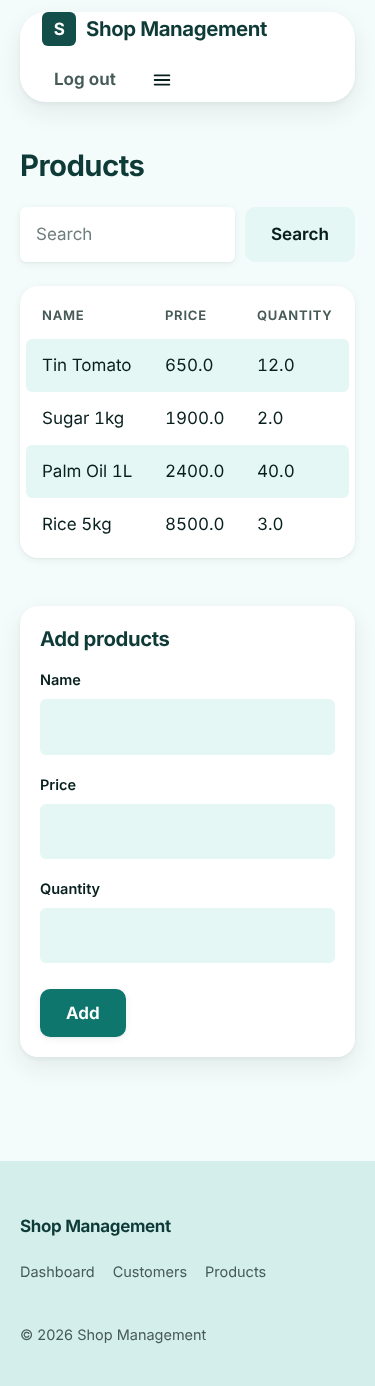 S Shop Management
Log out
Products
Search Search
NAME PRICE QUANTITY
Tin Tomato 650.0 12.0
Sugar 1kg 1900.0 2.0
Palm Oil 1L 2400.0 40.0
Rice 5kg 8500.0 3.0
Add products
Name
Price
Quantity
Add
Shop Management
Dashboard Customers Products
© 2026 Shop Management